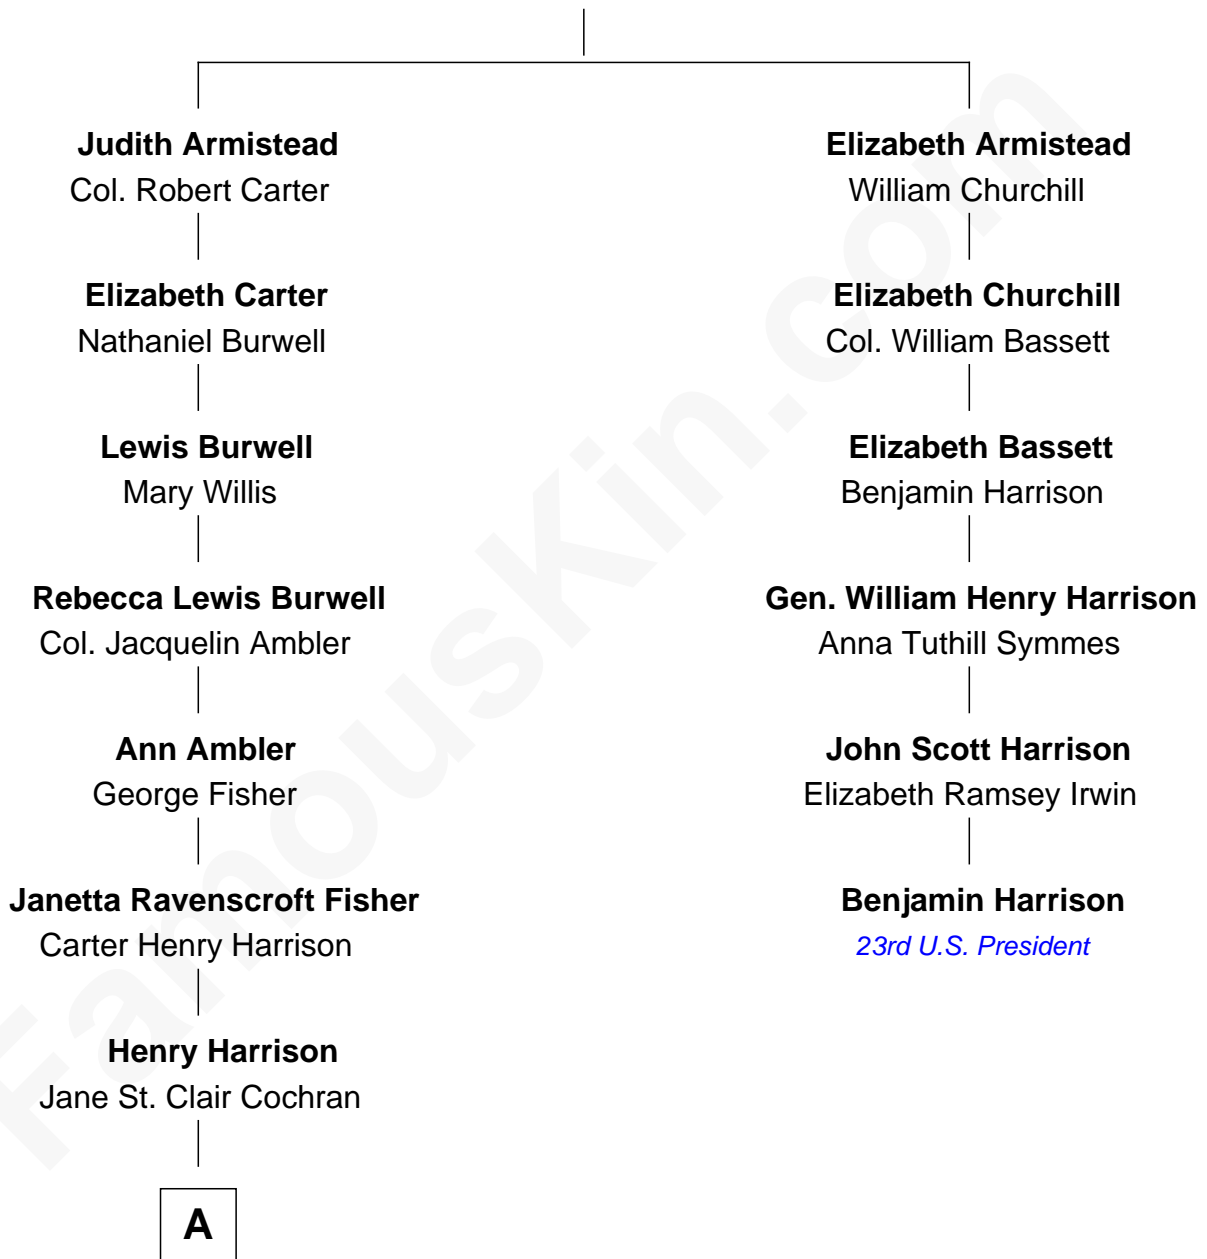 Judith Armistead
Col. Robert Carter
Elizabeth Carter
Nathaniel Burwell
Lewis Burwell
Mary Willis
Rebecca Lewis Burwell
Col. Jacquelin Ambler
Ann Ambler
George Fisher
Janetta Ravenscroft Fisher
Carter Henry Harrison
Henry Harrison
Jane St. Clair Cochran
A
Elizabeth Armistead
William Churchill
Elizabeth Churchill
Col. William Bassett
Elizabeth Bassett
Benjamin Harrison
Gen. William Henry Harrison
Anna Tuthill Symmes
John Scott Harrison
Elizabeth Ramsey Irwin
Benjamin Harrison
23rd U.S. President
FamousKin.com